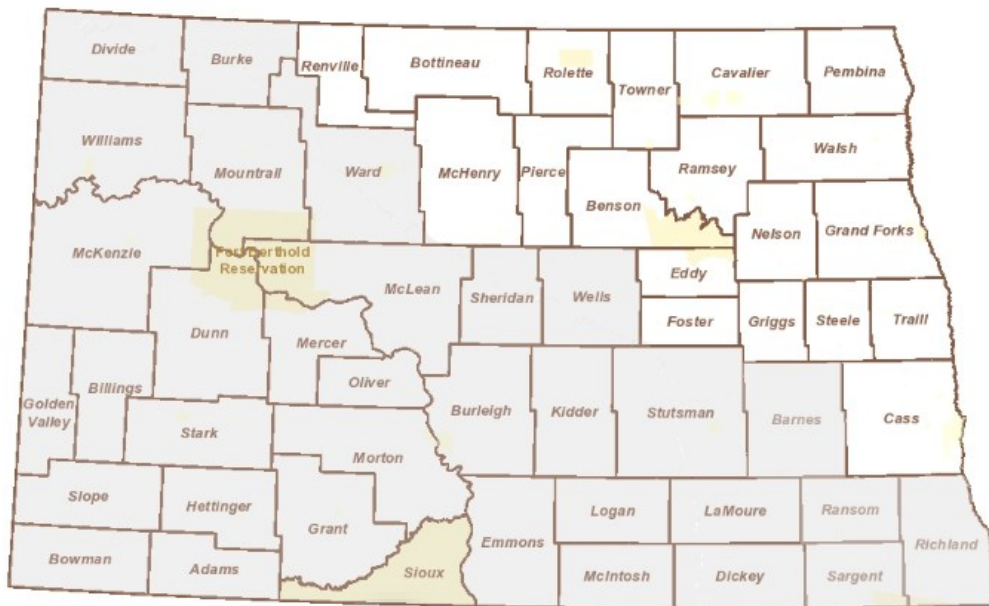 Divide
Burke
Renville
Bottineau
Rolette
Towner
Cavalier
Pembina
Williams
Mountrail
Ward
McHenry
Pierce
Benson
Ramsey
Walsh
McKenzie
Fort Berthold
Reservation
McLean
Sheridan
Wells
Eddy
Nelson
Grand Forks
Dunn
Mercer
Foster
Griggs
Steele
Traill
Golden
Valley
Billings
Oliver
Stark
Burleigh
Kidder
Stutsman
Barnes
Cass
Morton
Slope
Hettinger
Grant
Emmons
Logan
LaMoure
Ransom
Richland
Bowman
Adams
Sioux
McIntosh
Dickey
Sargent